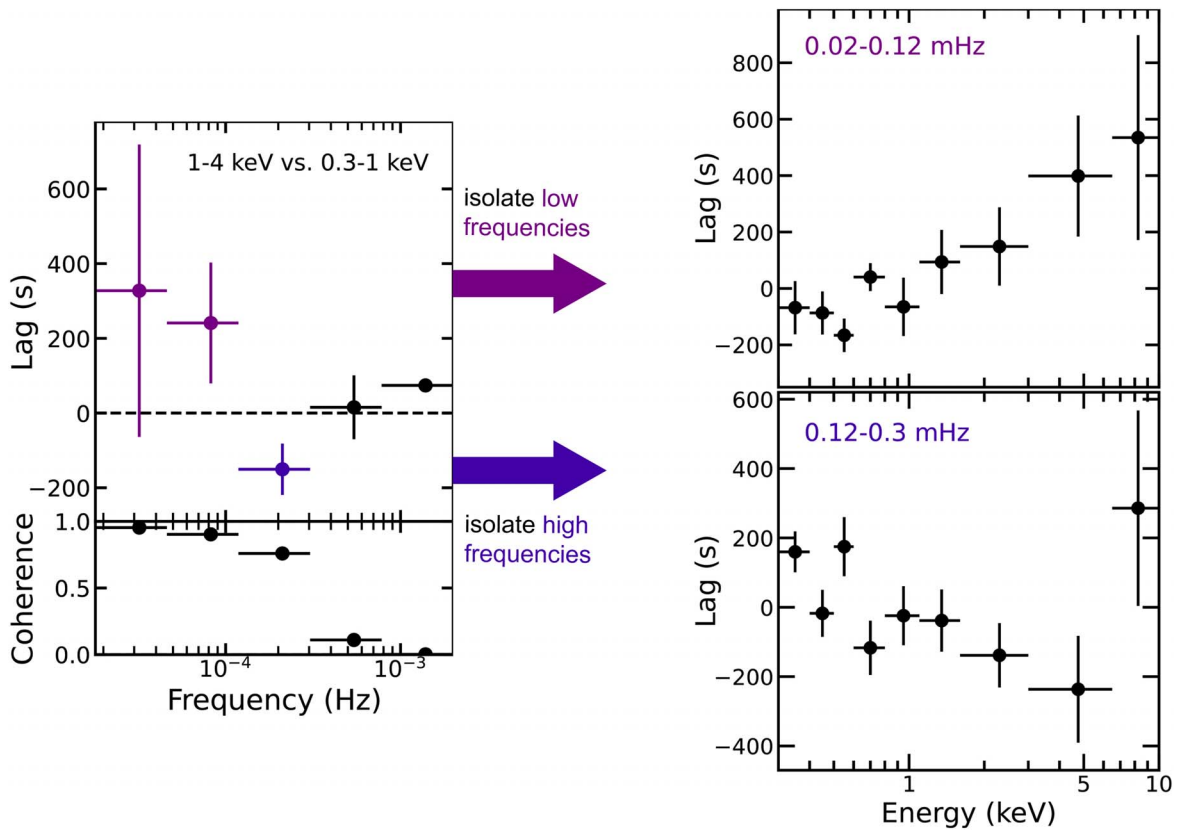 1-4 keV vs. 0.3-1 keV
Lag (s)
600
400
200
0
−200
Coherence
1.0
0.5
0.0
10⁻⁴
10⁻³
Frequency (Hz)
isolate low
frequencies
isolate high
frequencies
0.02-0.12 mHz
Lag (s)
800
600
400
200
0
−200
0.12-0.3 mHz
Lag (s)
600
400
200
0
−200
−400
1
5
10
Energy (keV)